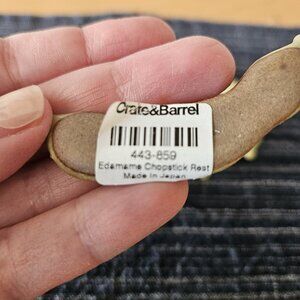 Crate&Barrel
443-859
Edamame Chopstick Rest
Made in Japan